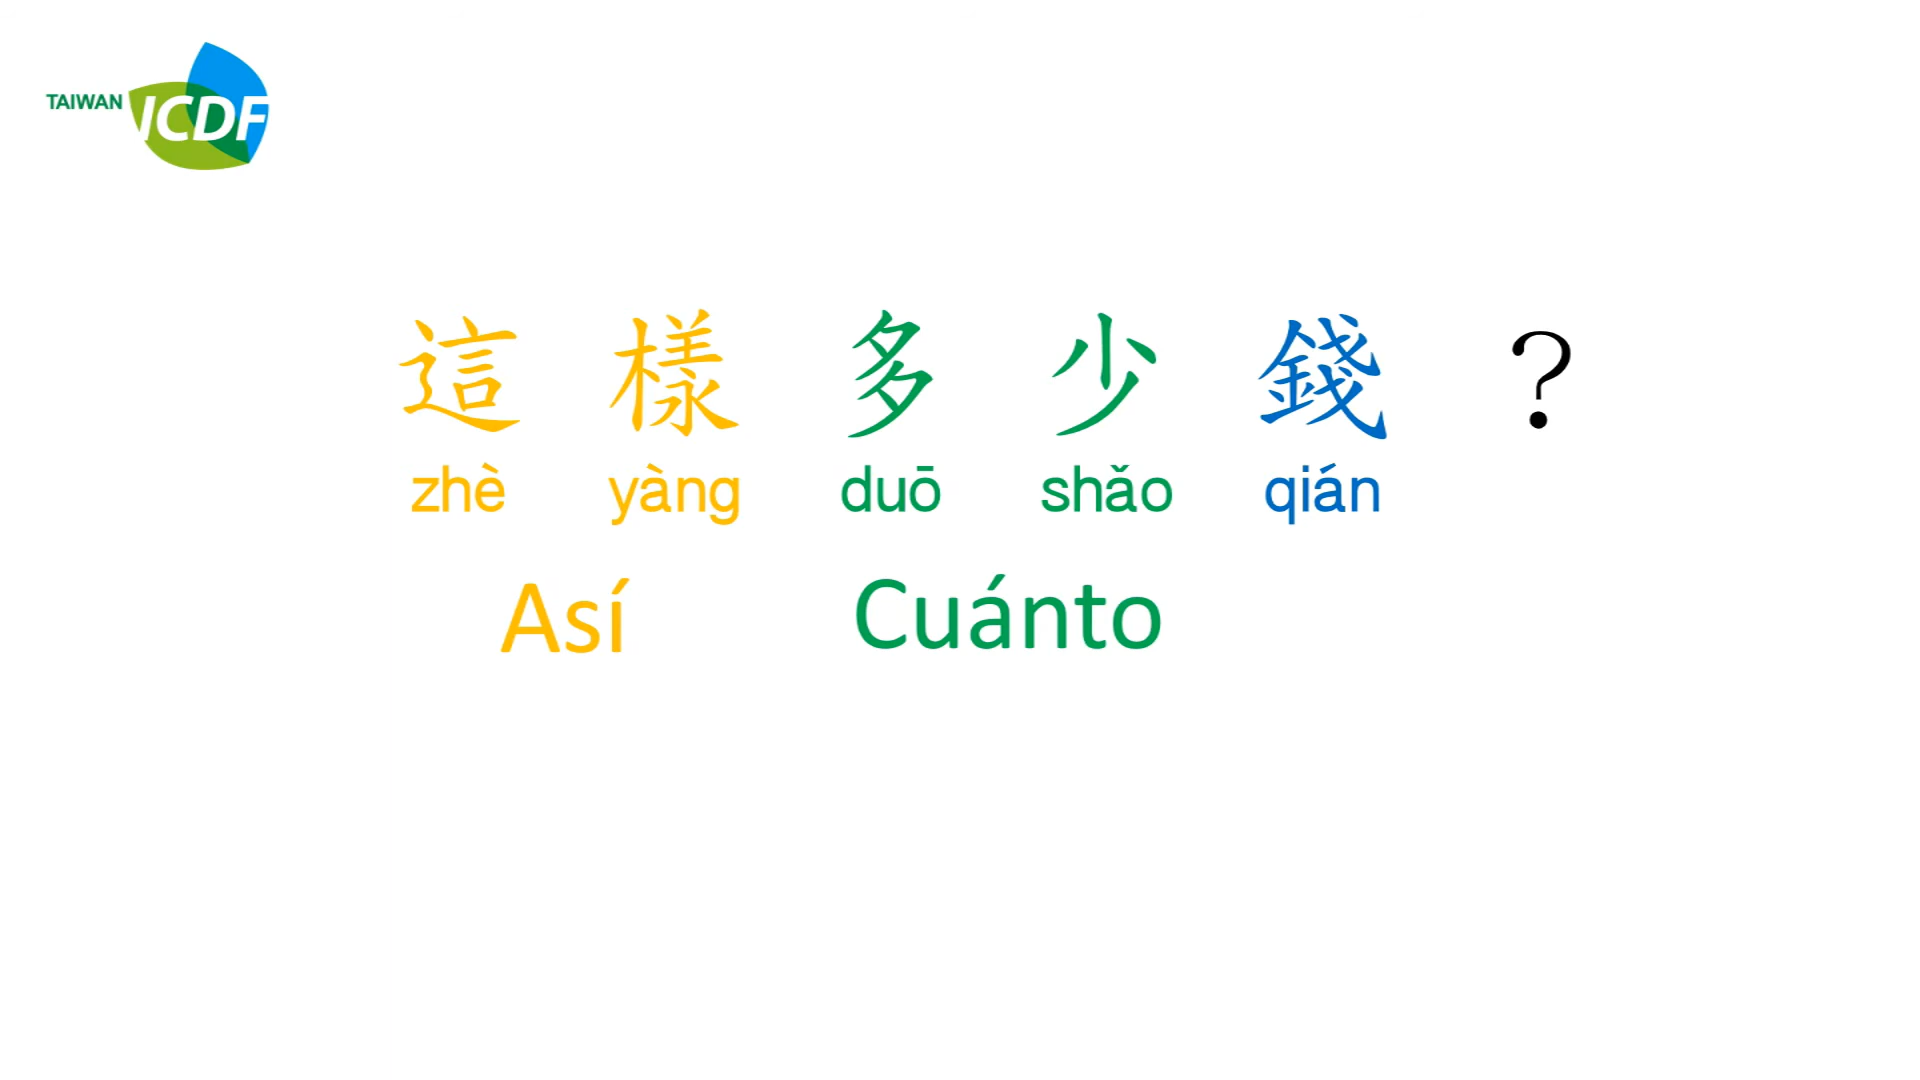 TAIWAN ICDF
這樣多少錢？
zhè yàng duō shǎo qián
Así Cuánto